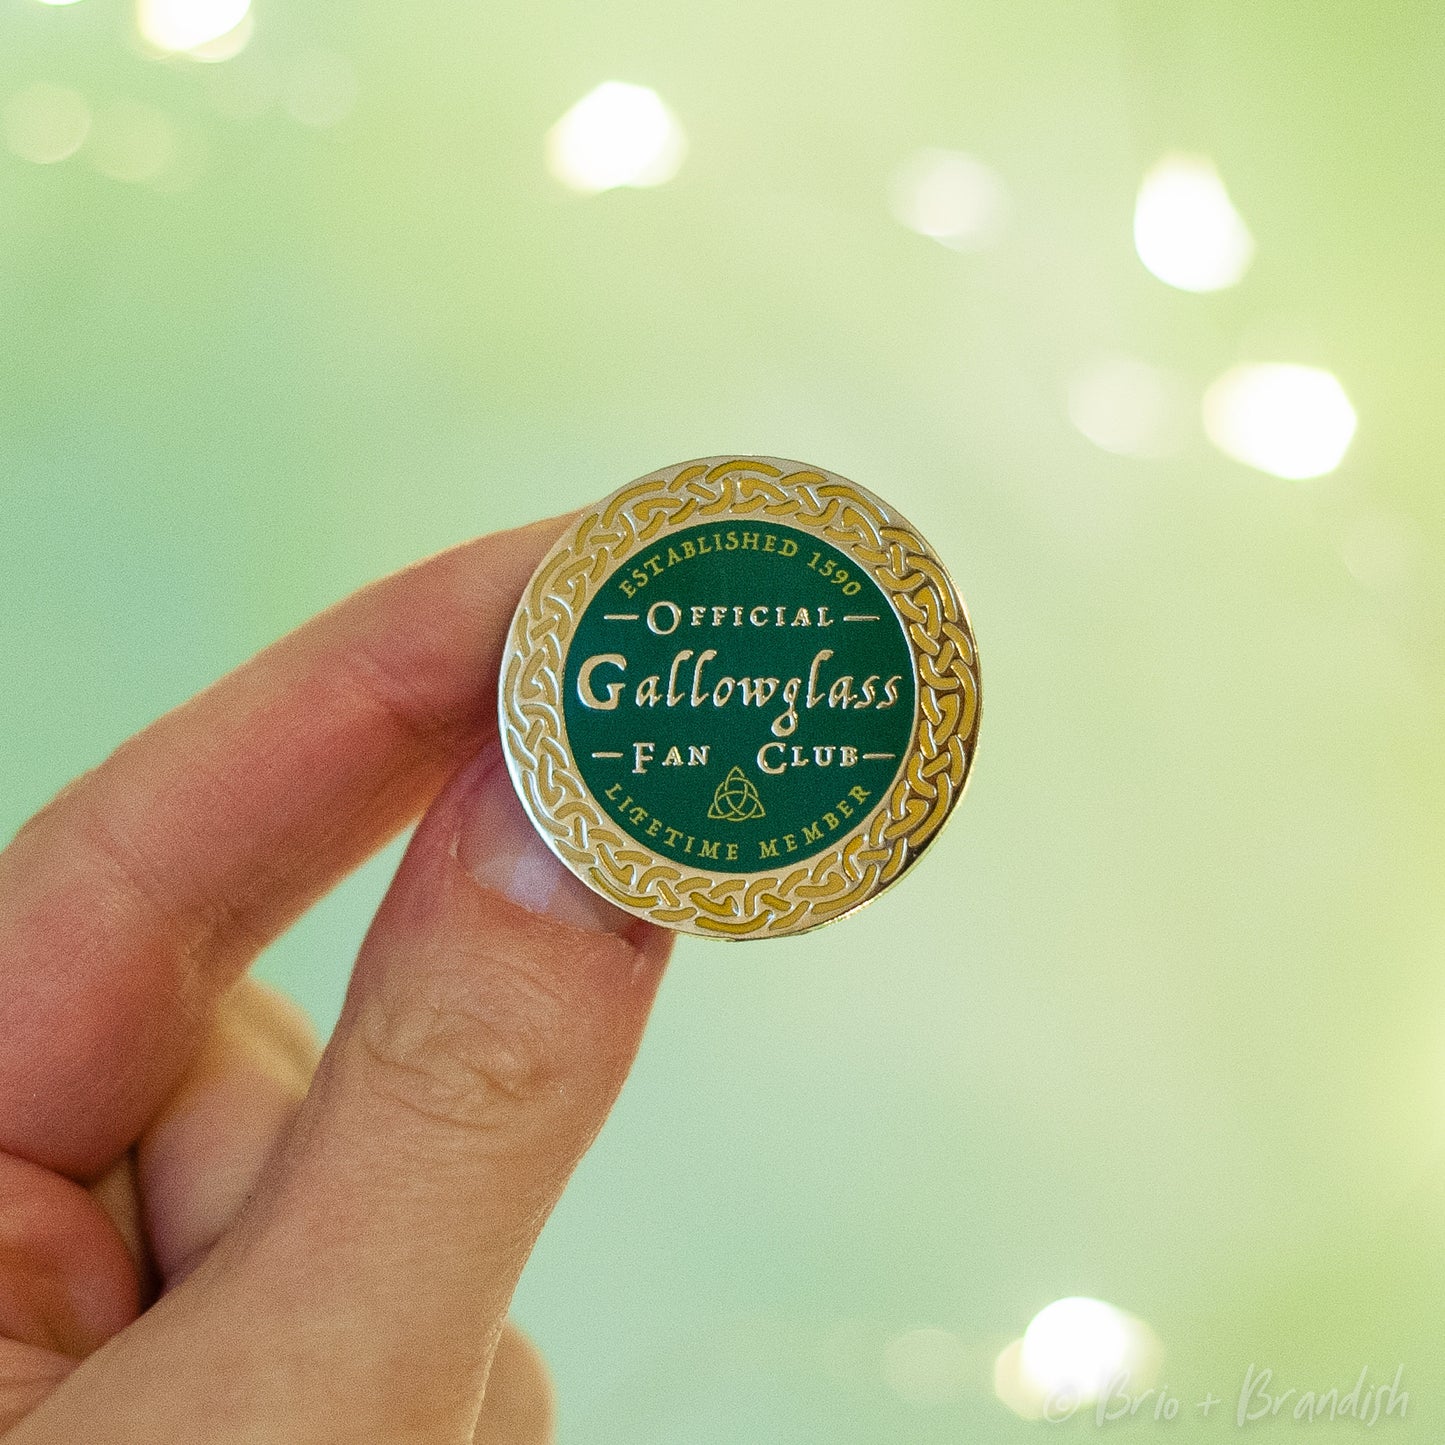 ESTABLISHED 1590
—OFFICIAL—
Gallowglass
—FAN CLUB—
LIFETIME MEMBER
© Brio + Brandish